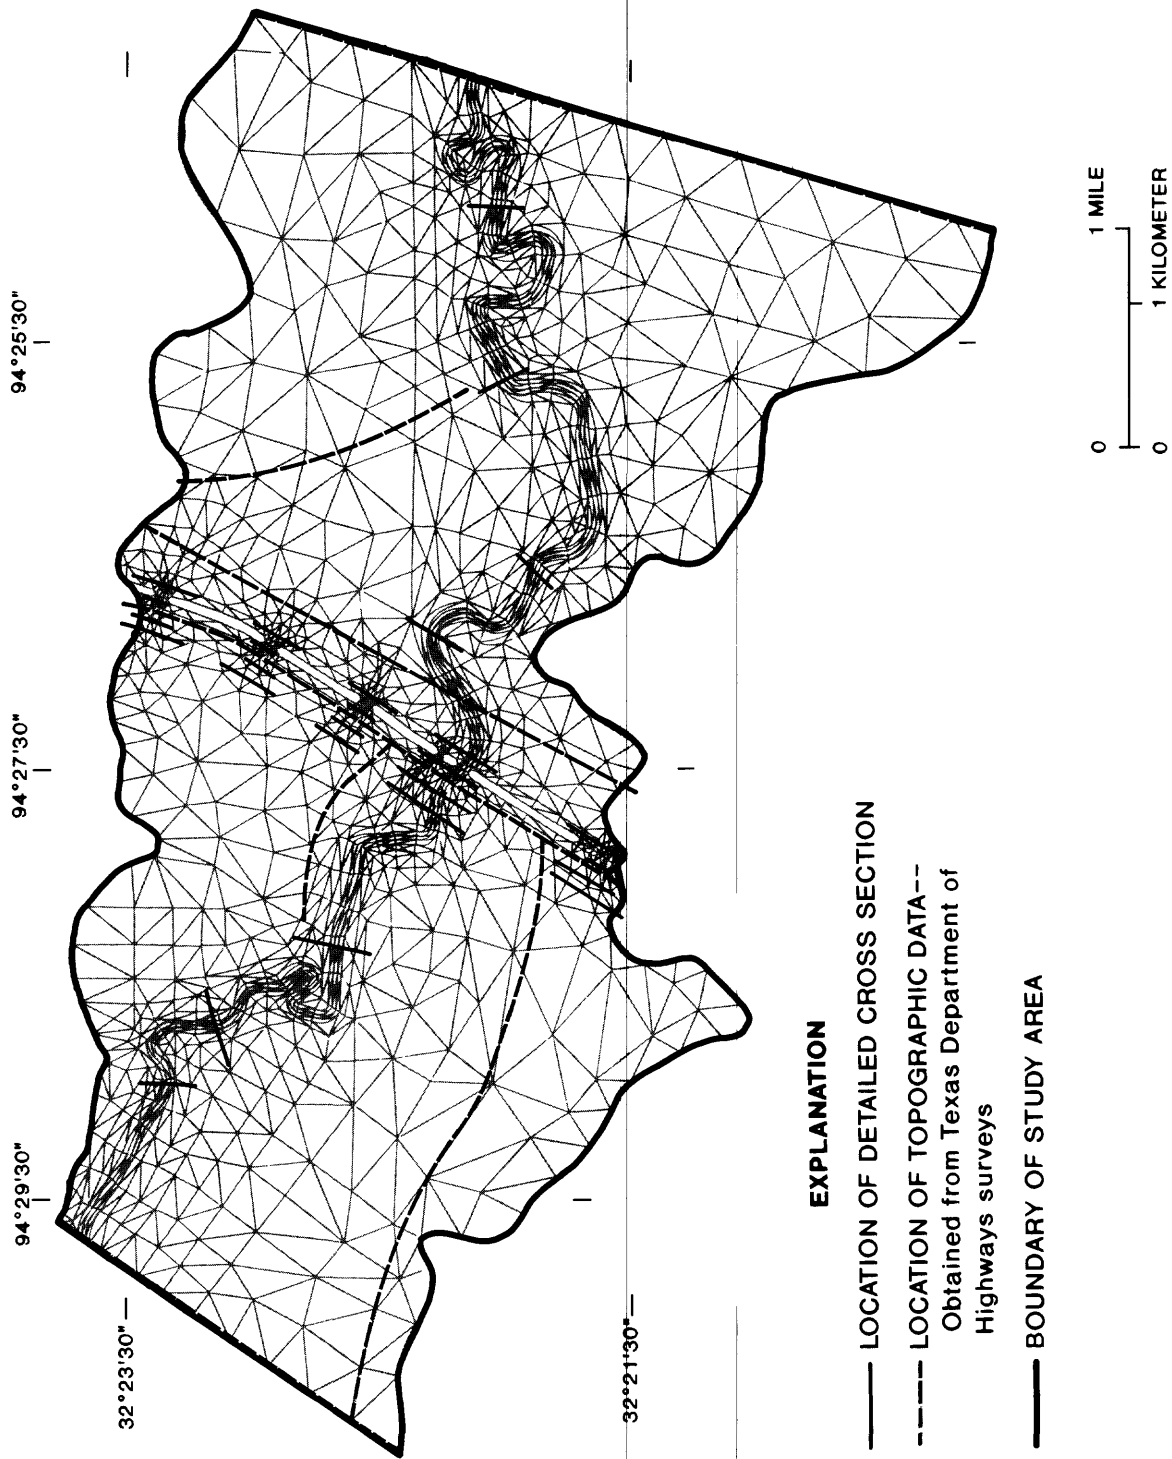 94°29'30"
94°27'30"
94°25'30"
32°23'30"
32°21'30"
EXPLANATION
LOCATION OF DETAILED CROSS SECTION
LOCATION OF TOPOGRAPHIC DATA--
Obtained from Texas Department of
Highways surveys
BOUNDARY OF STUDY AREA
0 1 MILE
0 1 KILOMETER